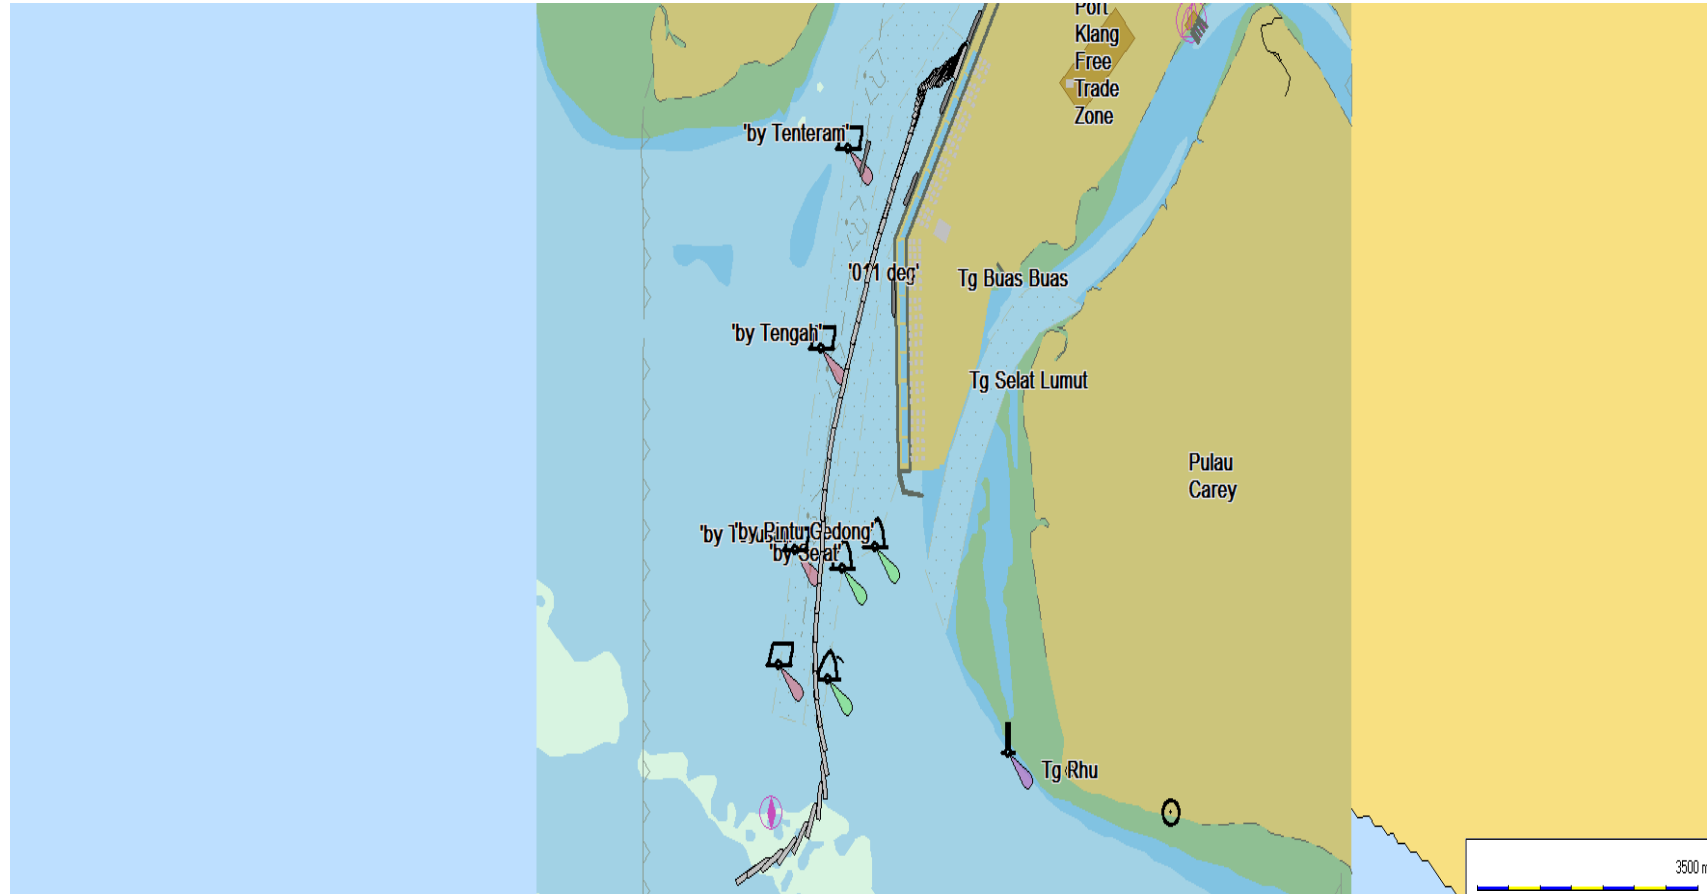 Port
Klang
Free
Trade
Zone
'by Tenteram'
'011 deg'
Tg Buas Buas
'by Tengah'
Tg Selat Lumut
Pulau
Carey
'by Pintu Gedong'
'by Selat'
Tg Rhu
3500 m